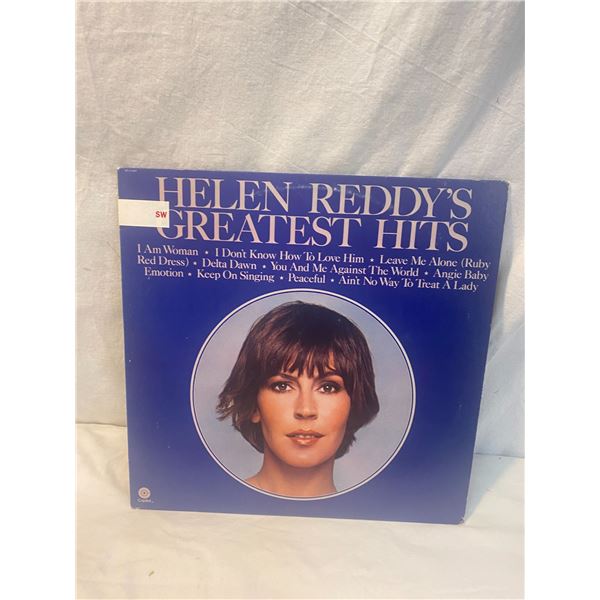 HELEN REDDY'S
SW
GREATEST HITS
I Am Woman • I Don't Know How To Love Him • Leave Me Alone (Ruby
Red Dress) • Delta Dawn • You And Me Against The World • Angie Baby
Emotion • Keep On Singing • Peaceful • Ain't No Way To Treat A Lady
Capitol